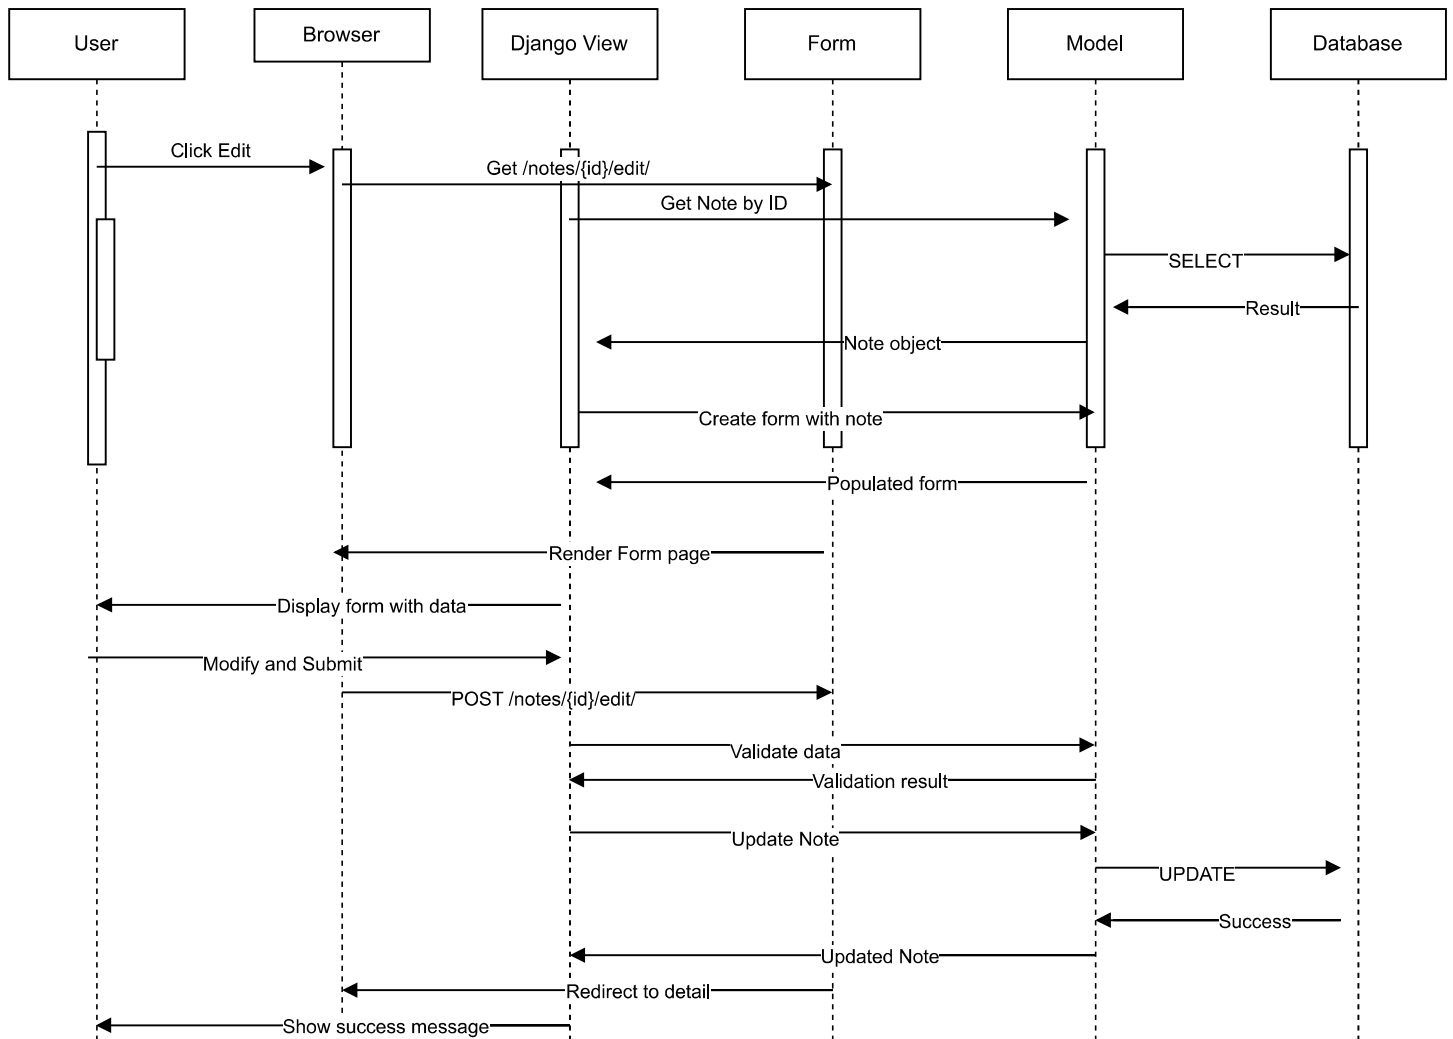 User
Browser
Django View
Form
Model
Database
Click Edit
Get /notes/{id}/edit/
Get Note by ID
SELECT
Result
Note object
Create form with note
Populated form
Render Form page
Display form with data
Modify and Submit
POST /notes/{id}/edit/
Validate data
Validation result
Update Note
UPDATE
Success
Updated Note
Redirect to detail
Show success message